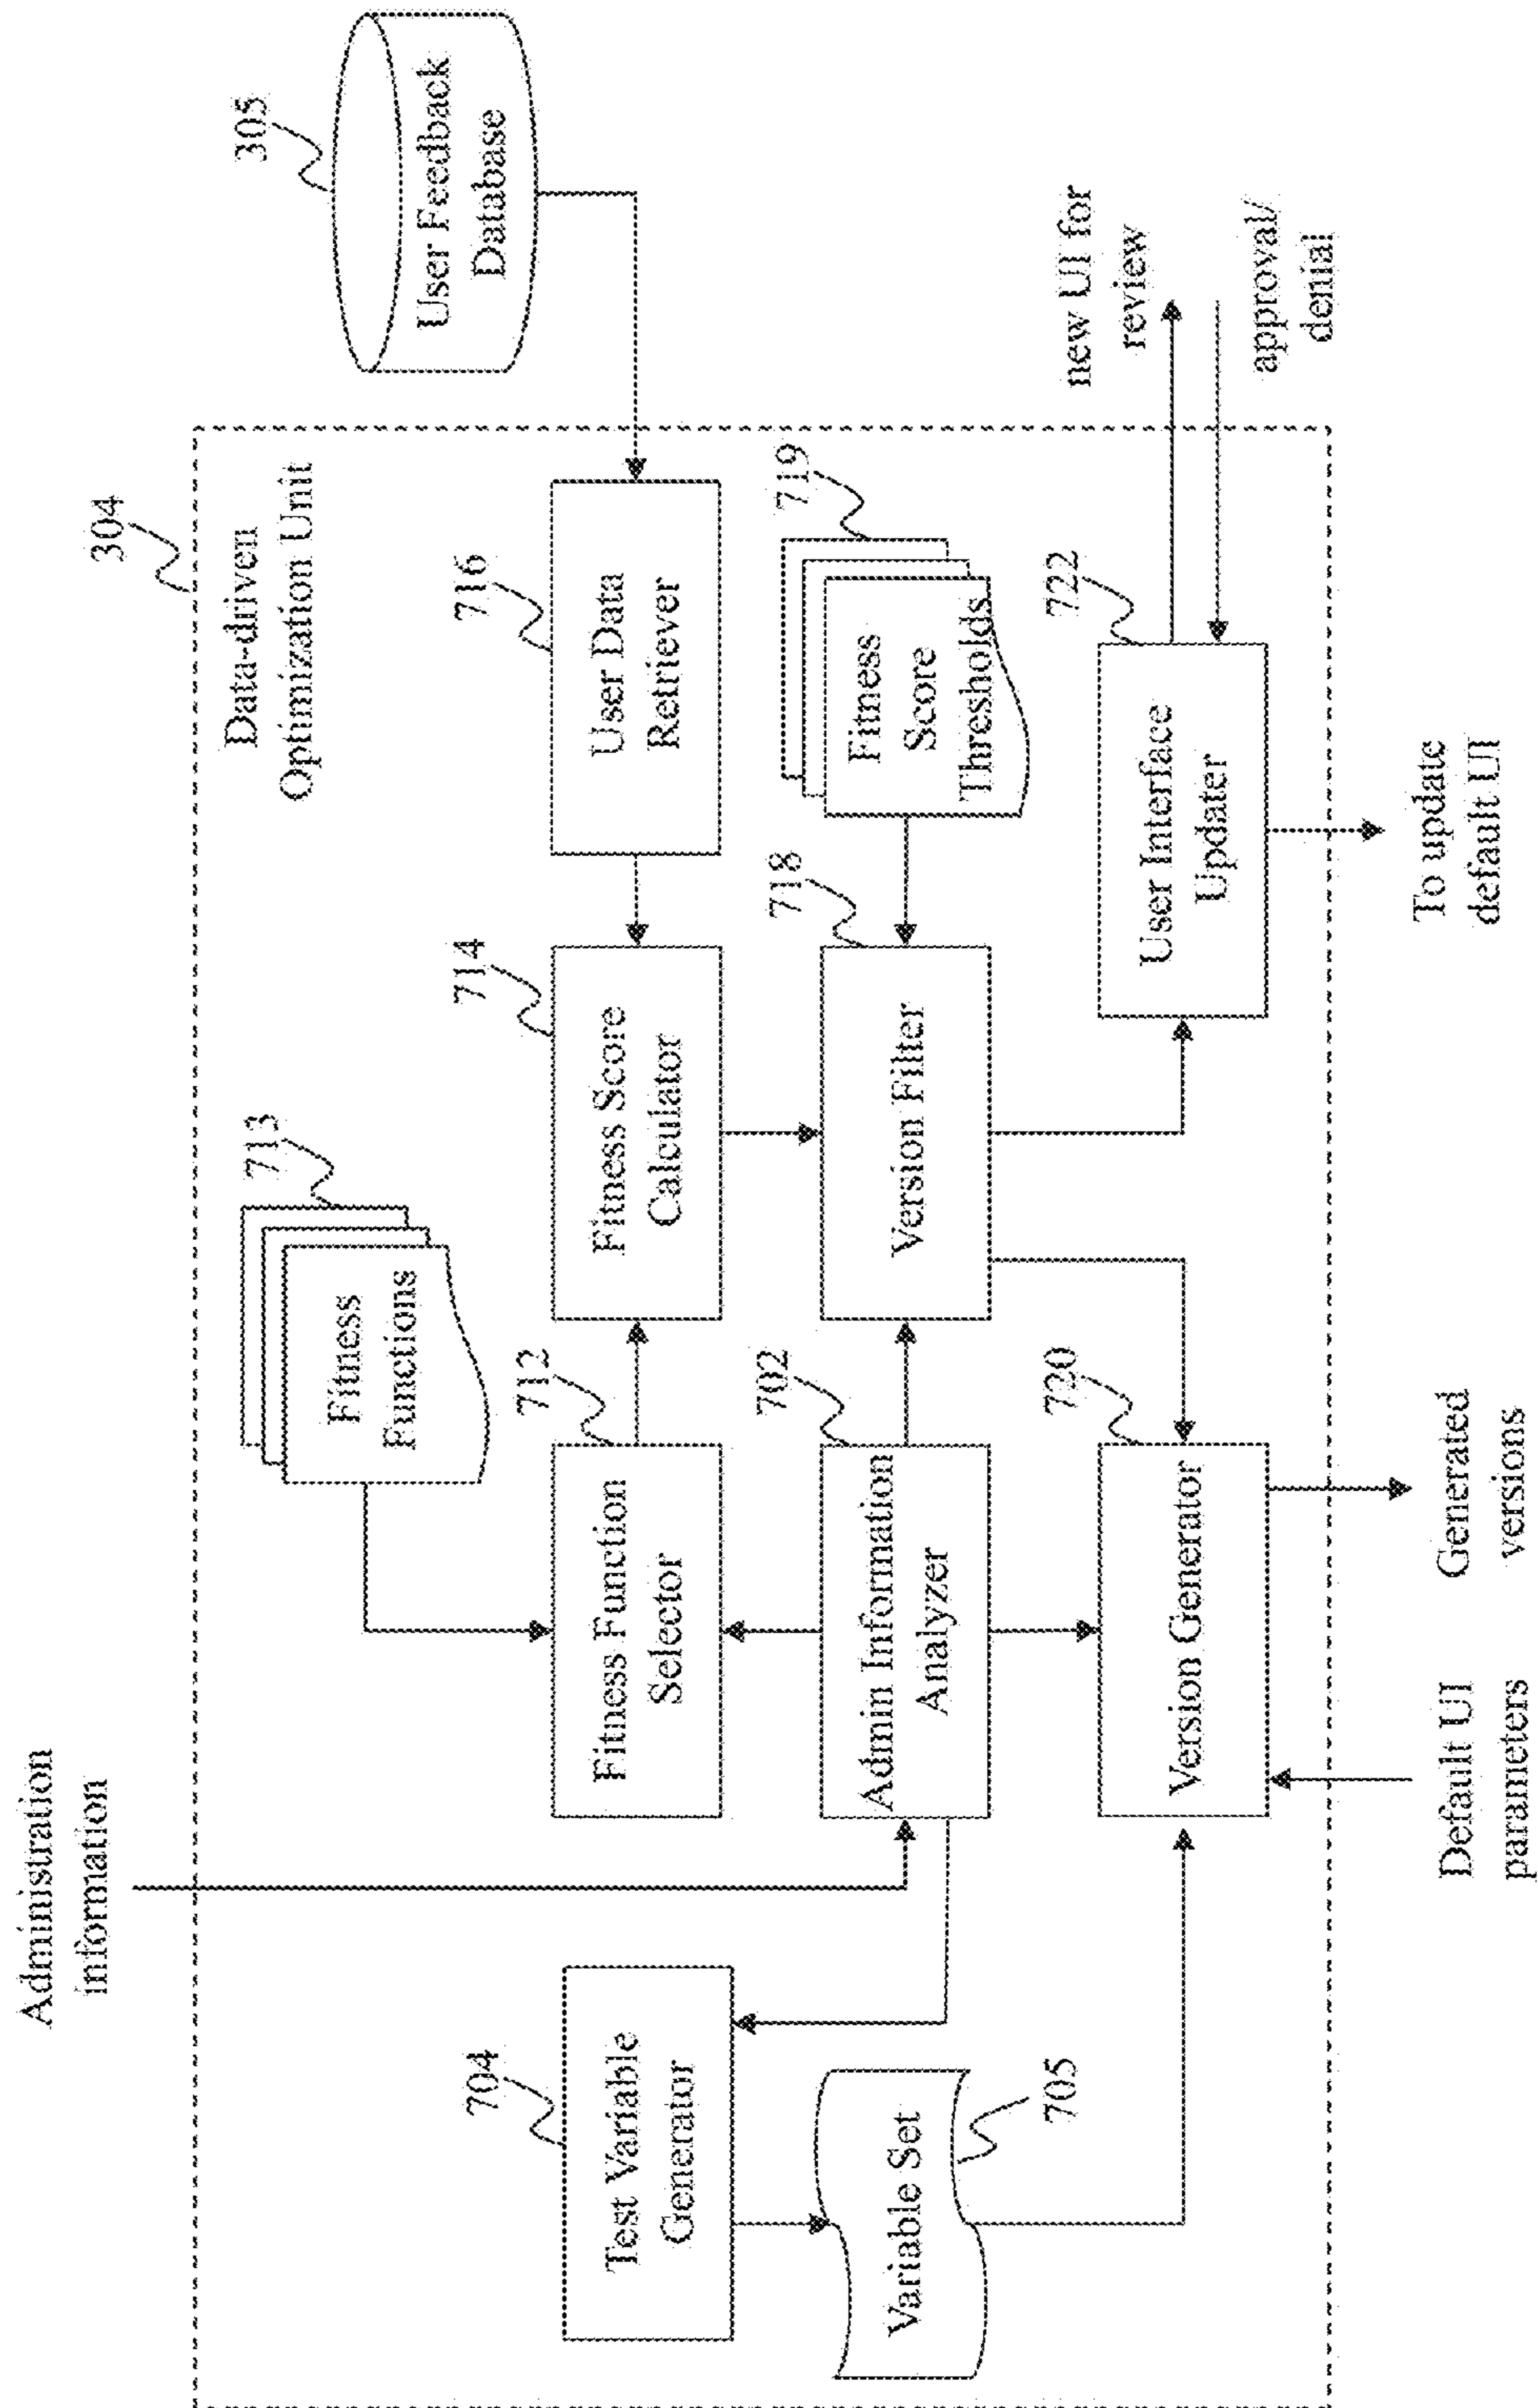 Administration
information
304
Data-driven
Optimization Unit
305
User Feedback
Database
713
Fitness
Functions
704
Test Variable
Generator
712
Fitness Function
Selector
714
Fitness Score
Calculator
716
User Data
Retriever
Variable Set
705
702
Admin Information
Analyzer
718
Version Filter
719
Fitness
Score
Thresholds
720
Version Generator
722
User Interface
Updater
new UI for
review
approval/
denial
Default UI
parameters
Generated
versions
To update
default UI